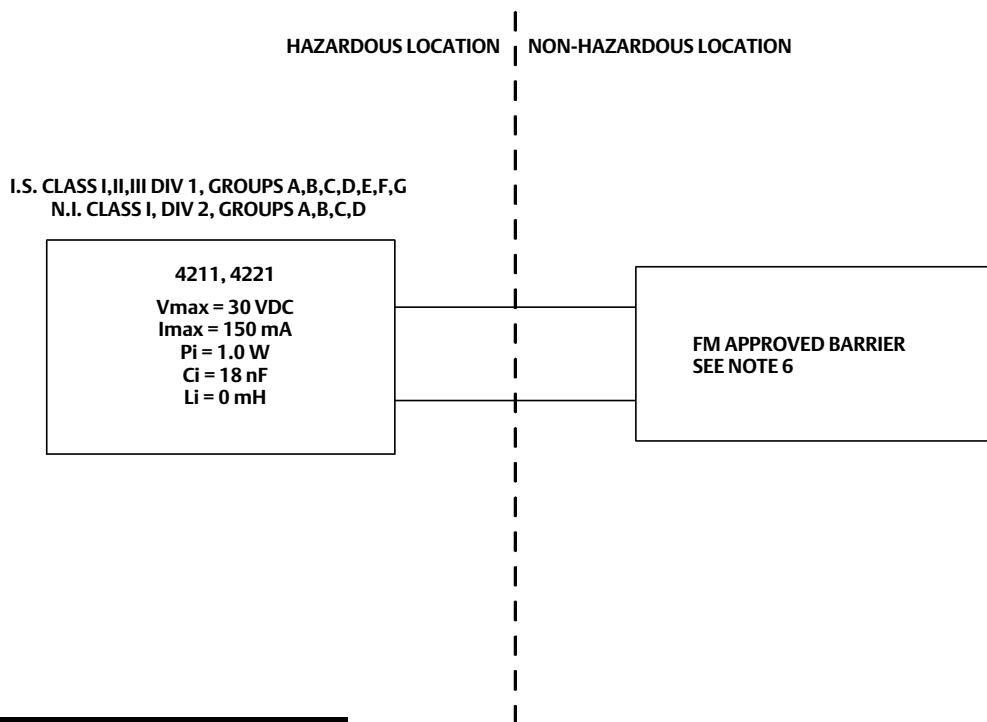 HAZARDOUS LOCATION
NON-HAZARDOUS LOCATION
I.S. CLASS I,II,III DIV 1, GROUPS A,B,C,D,E,F,G
N.I. CLASS I, DIV 2, GROUPS A,B,C,D
4211, 4221
Vmax = 30 VDC
Imax = 150 mA
Pi = 1.0 W
Ci = 18 nF
Li = 0 mH
FM APPROVED BARRIER
SEE NOTE 6